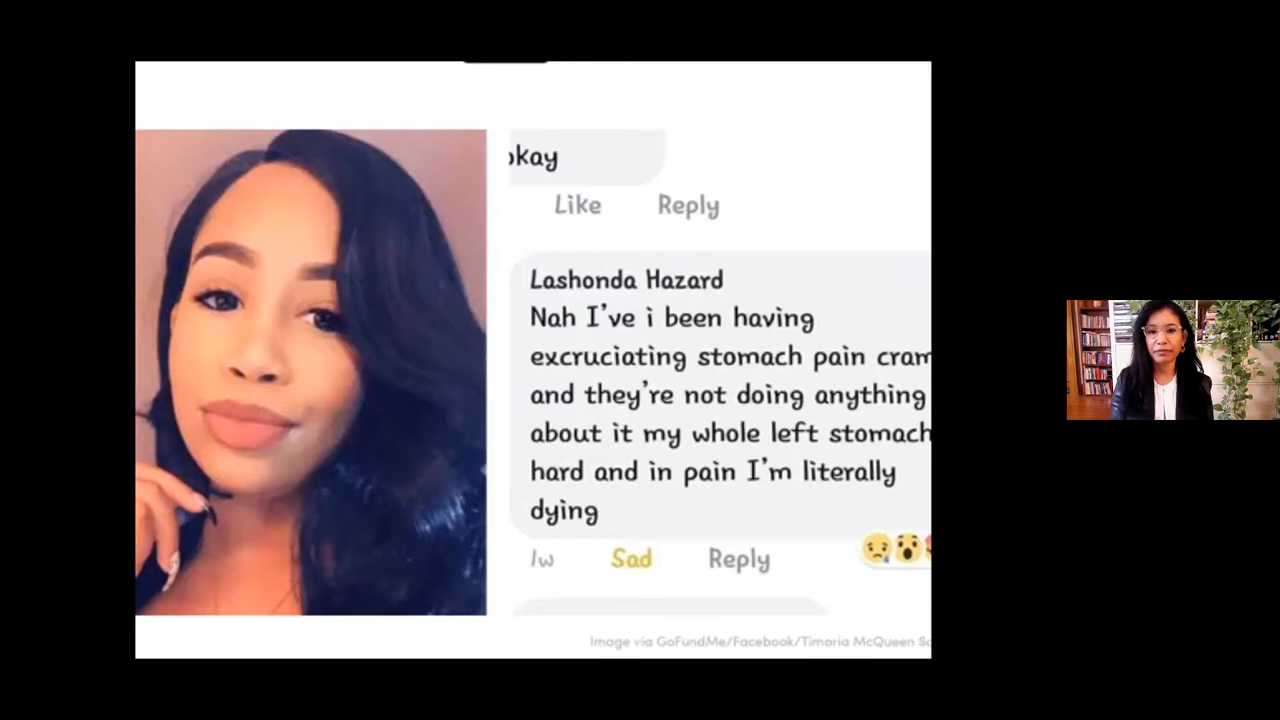 okay
Like Reply
Lashonda Hazard
Nah I've i been having
excruciating stomach pain cram
and they're not doing anything
about it my whole left stomach
hard and in pain I'm literally
dying
1w Sad Reply
Image via GoFundMe/Facebook/Timoria McQueen